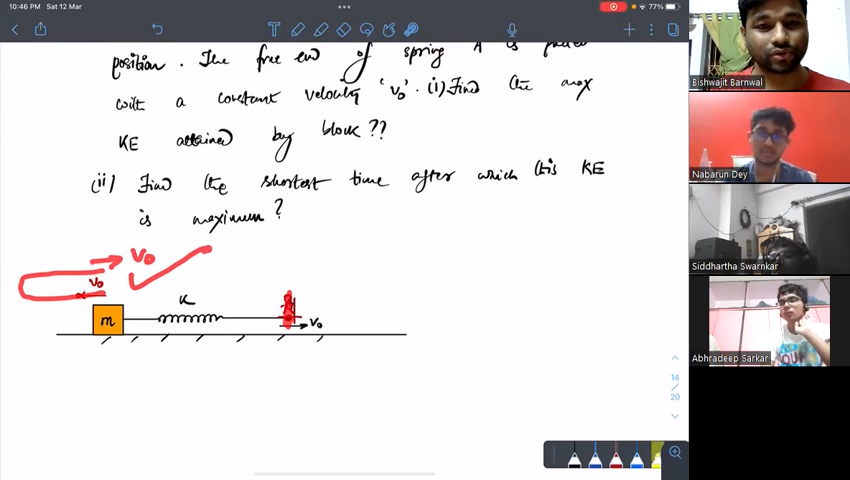 10:46 PM Sat 12 Mar
77%
position. The free end of spring A is pulled
with a constant velocity 'v₀'. (i) Find the max
KE attained by block??
(ii) Find the shortest time after which this KE
is maximum?
v₀
v₀
K
m
v₀
14
20
Bishwajit Barnwal
Nabarun Dey
Siddhartha Swarnkar
Abhradeep Sarkar